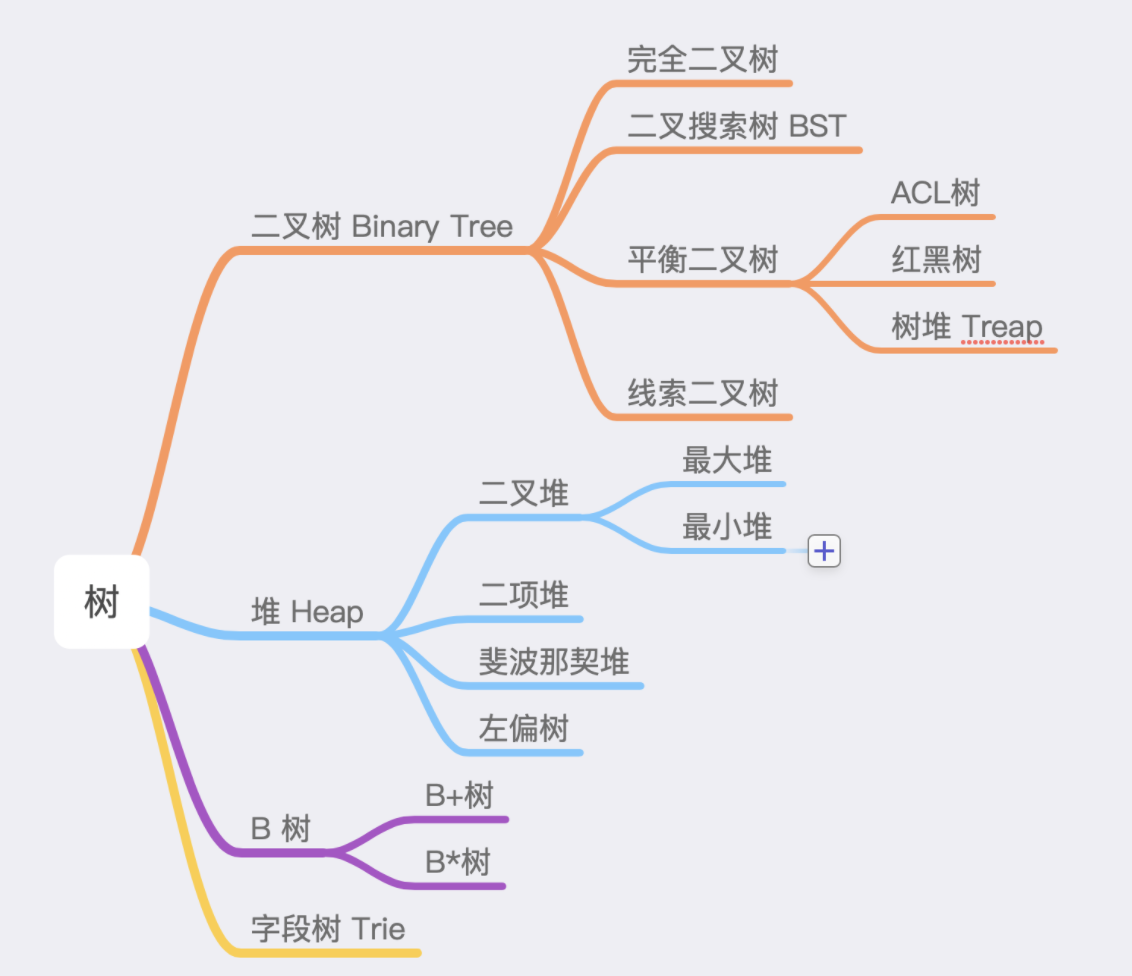 完全二叉树
二叉搜索树 BST
ACL树
二叉树 Binary Tree
平衡二叉树
红黑树
树堆 Treap
线索二叉树
最大堆
二叉堆
最小堆
树
堆 Heap
二项堆
斐波那契堆
左偏树
B+树
B 树
B*树
字段树 Trie